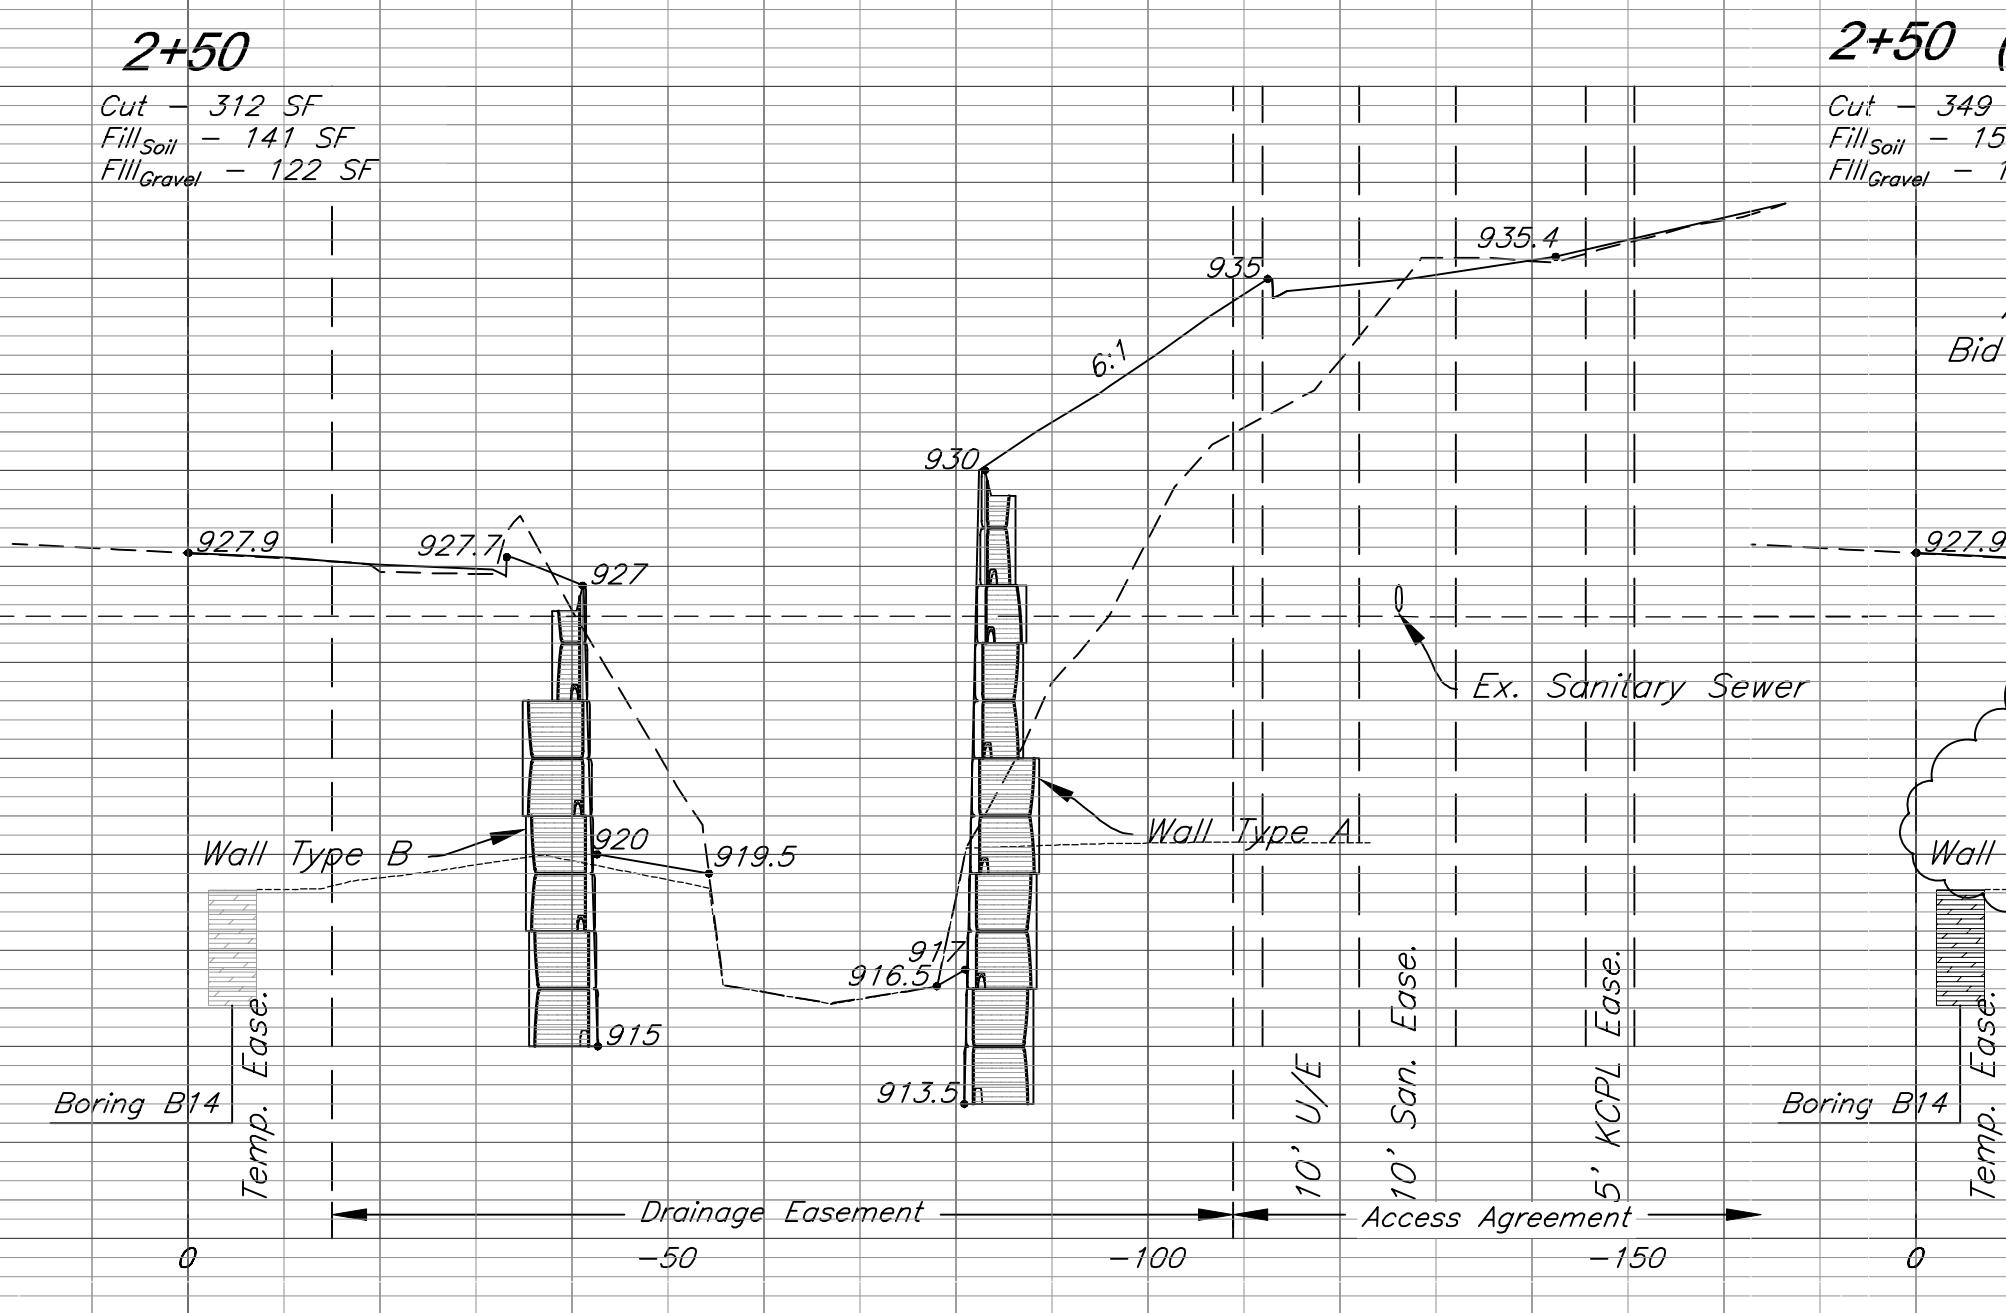 2+50
Cut - 312 SF
Fill Soil - 141 SF
FIll Gravel - 122 SF
2+50 (
Cut - 349
Fill Soil - 15
FIll Gravel - 1
935.4
935
6:1
Bid
930
927.9
927.7
927
927.9
Ex. Sanitary Sewer
Wall Type B
920
919.5
Wall Type A
Wall
917
916.5
915
913.5
Boring B14
Temp. Ease.
10' U/E
10' San. Ease.
5' KCPL Ease.
Boring B14
Temp. Ease.
Drainage Easement
Access Agreement
0
-50
-100
-150
0